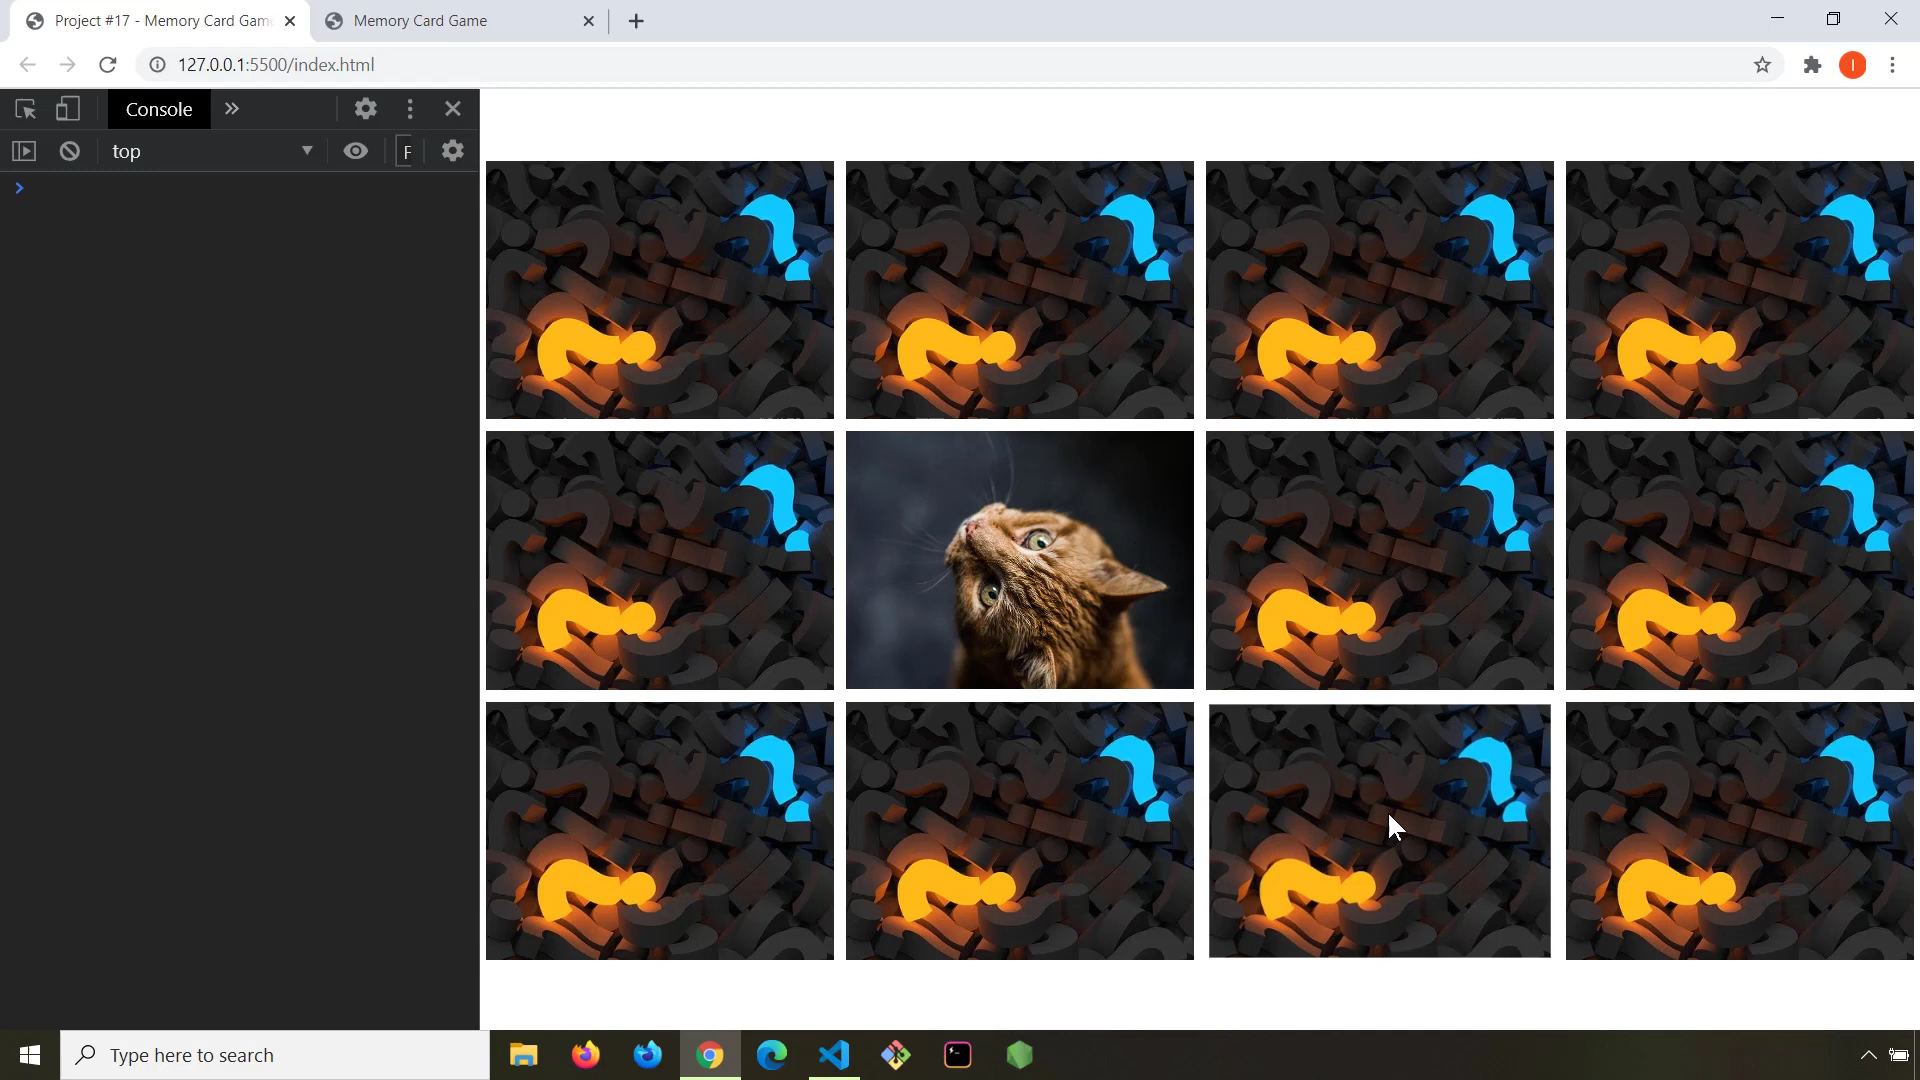 Project #17 - Memory Card Gam
Memory Card Game
127.0.0.1:5500/index.html
I
Console
top
F
Type here to search